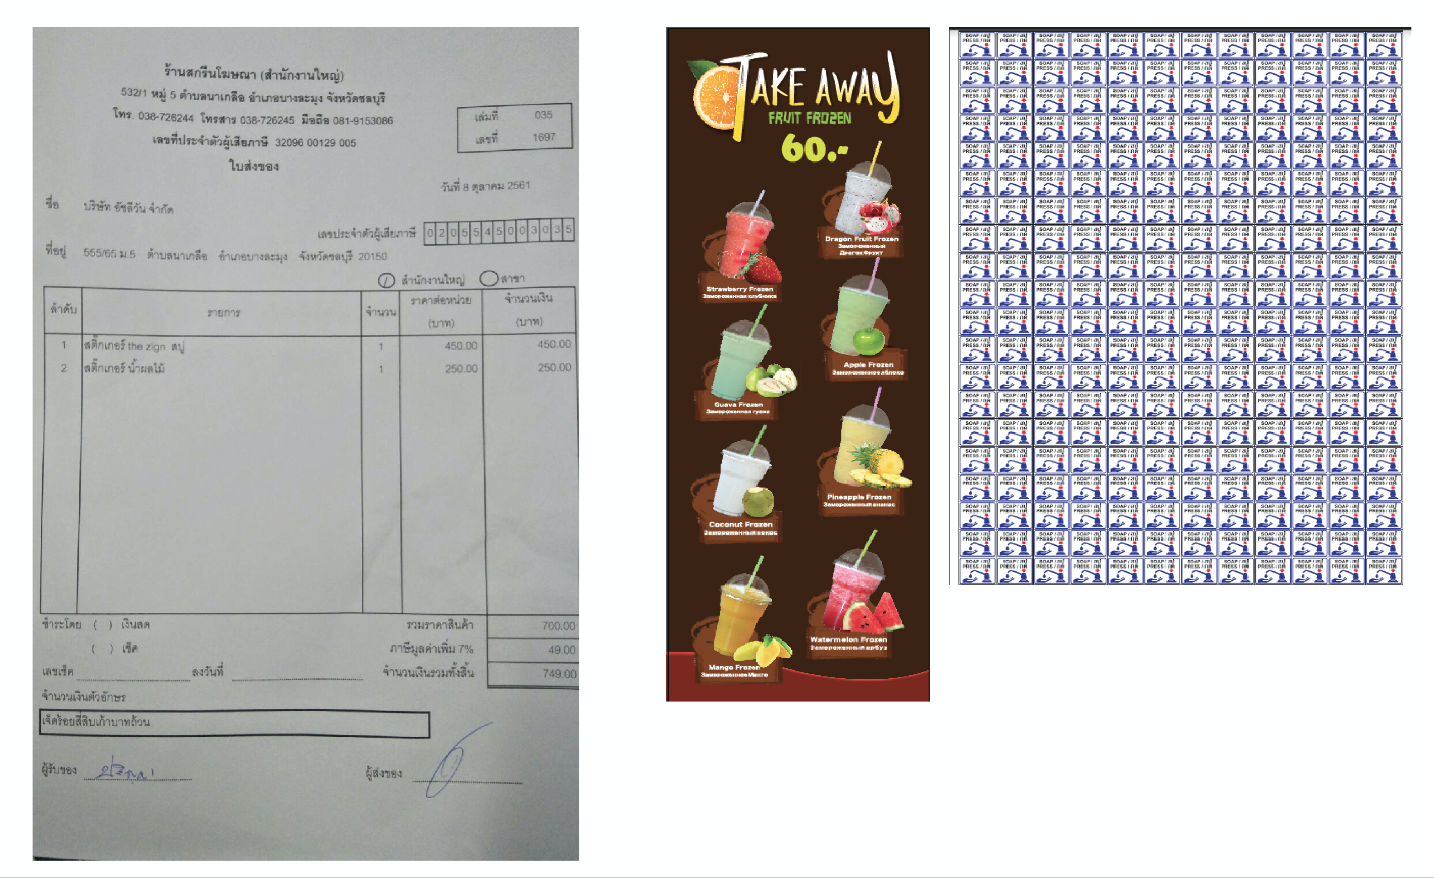 ร้านสกรีนโฆษณา (สำนักงานใหญ่)
532/1 หมู่ 5 ตำบลนาเกลือ อำเภอบางละมุง จังหวัดชลบุรี
โทร. 038-726244 โทรสาร 038-726245 มือถือ 081-9153086
เลขที่ประจำตัวผู้เสียภาษี 32096 00129 005
ใบส่งของ
เล่มที่ 035
เลขที่ 1697
วันที่ 8 ตุลาคม 2561
ชื่อ บริษัท อัซลีวัน จำกัด
เลขประจำตัวผู้เสียภาษี 0205545003035
ที่อยู่ 555/65 ม.5 ตำบลนาเกลือ อำเภอบางละมุง จังหวัดชลบุรี 20150
สำนักงานใหญ่ สาขา
ลำดับ รายการ จำนวน ราคาต่อหน่วย (บาท) จำนวนเงิน (บาท)
1 สติ๊กเกอร์ the zign สบู่ 1 450.00 450.00
2 สติ๊กเกอร์ น้ำผลไม้ 1 250.00 250.00
ชำระโดย ( ) เงินสด รวมราคาสินค้า 700.00
( ) เช็ค ภาษีมูลค่าเพิ่ม 7% 49.00
เลขเช็ค ลงวันที่ จำนวนเงินรวมทั้งสิ้น 749.00
จำนวนเงินตัวอักษร
เจ็ดร้อยสี่สิบเก้าบาทถ้วน
ผู้รับของ ผู้ส่งของ
TAKE AWAY
FRUIT FROZEN
60.-
Dragon Fruit Frozen
Замороженный
Драгон Фрукт
Strawberry Frozen
Замороженная клубника
Apple Frozen
Замороженное яблоко
Guava Frozen
Замороженная гуава
Pineapple Frozen
Замороженный ананас
Coconut Frozen
Замороженный кокос
Watermelon Frozen
Замороженный арбуз
Mango Frozen
Замороженное Манго
SOAP / สบู่
PRESS / กด